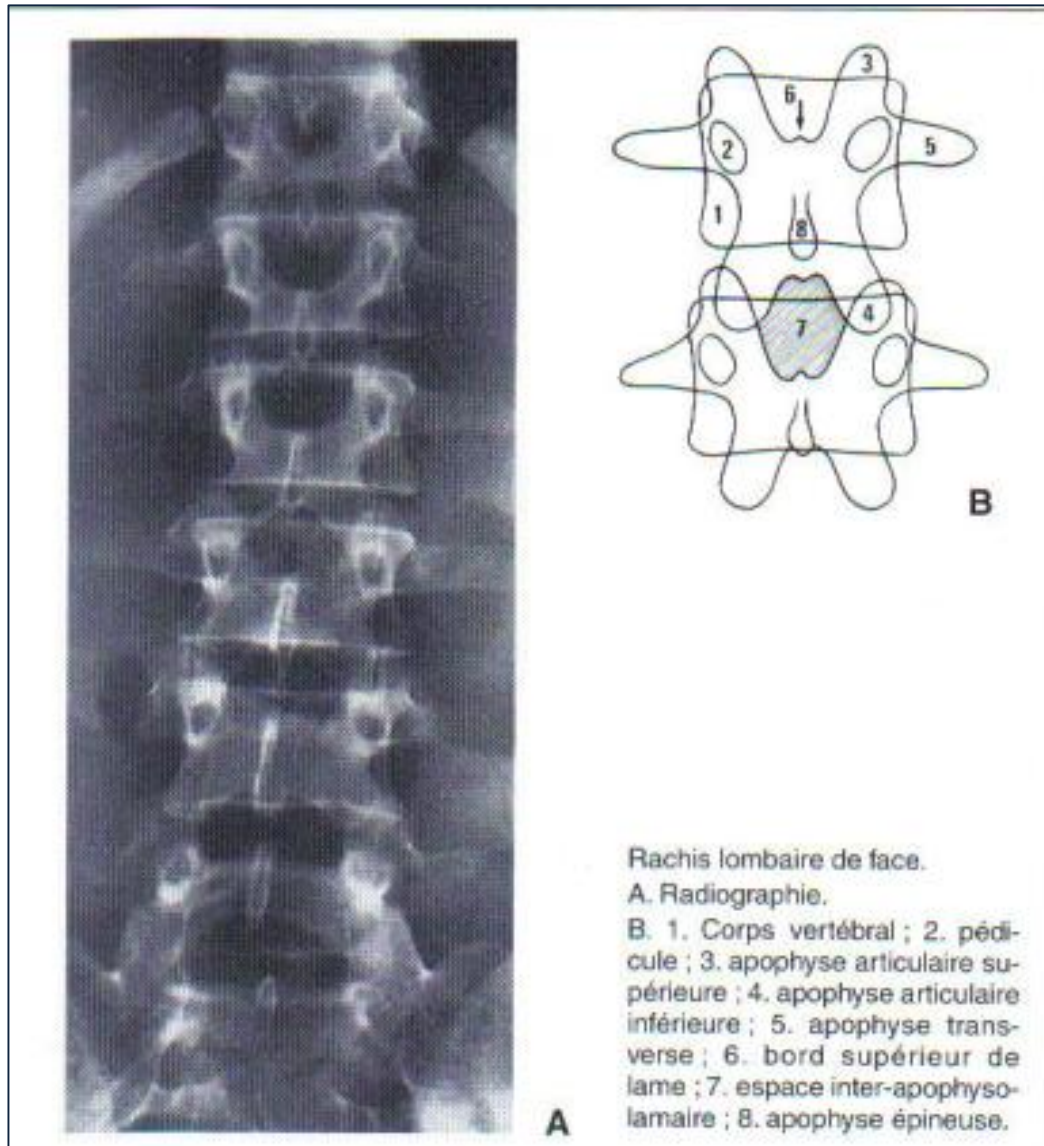 3
6
2
5
1
8
4
7
B
A
Rachis lombaire de face.
A. Radiographie.
B. 1. Corps vertébral ; 2. pédi-
cule ; 3. apophyse articulaire su-
périeure ; 4. apophyse articulaire
inférieure ; 5. apophyse trans-
verse ; 6. bord supérieur de
lame ; 7. espace inter-apophyso-
lamaire ; 8. apophyse épineuse.